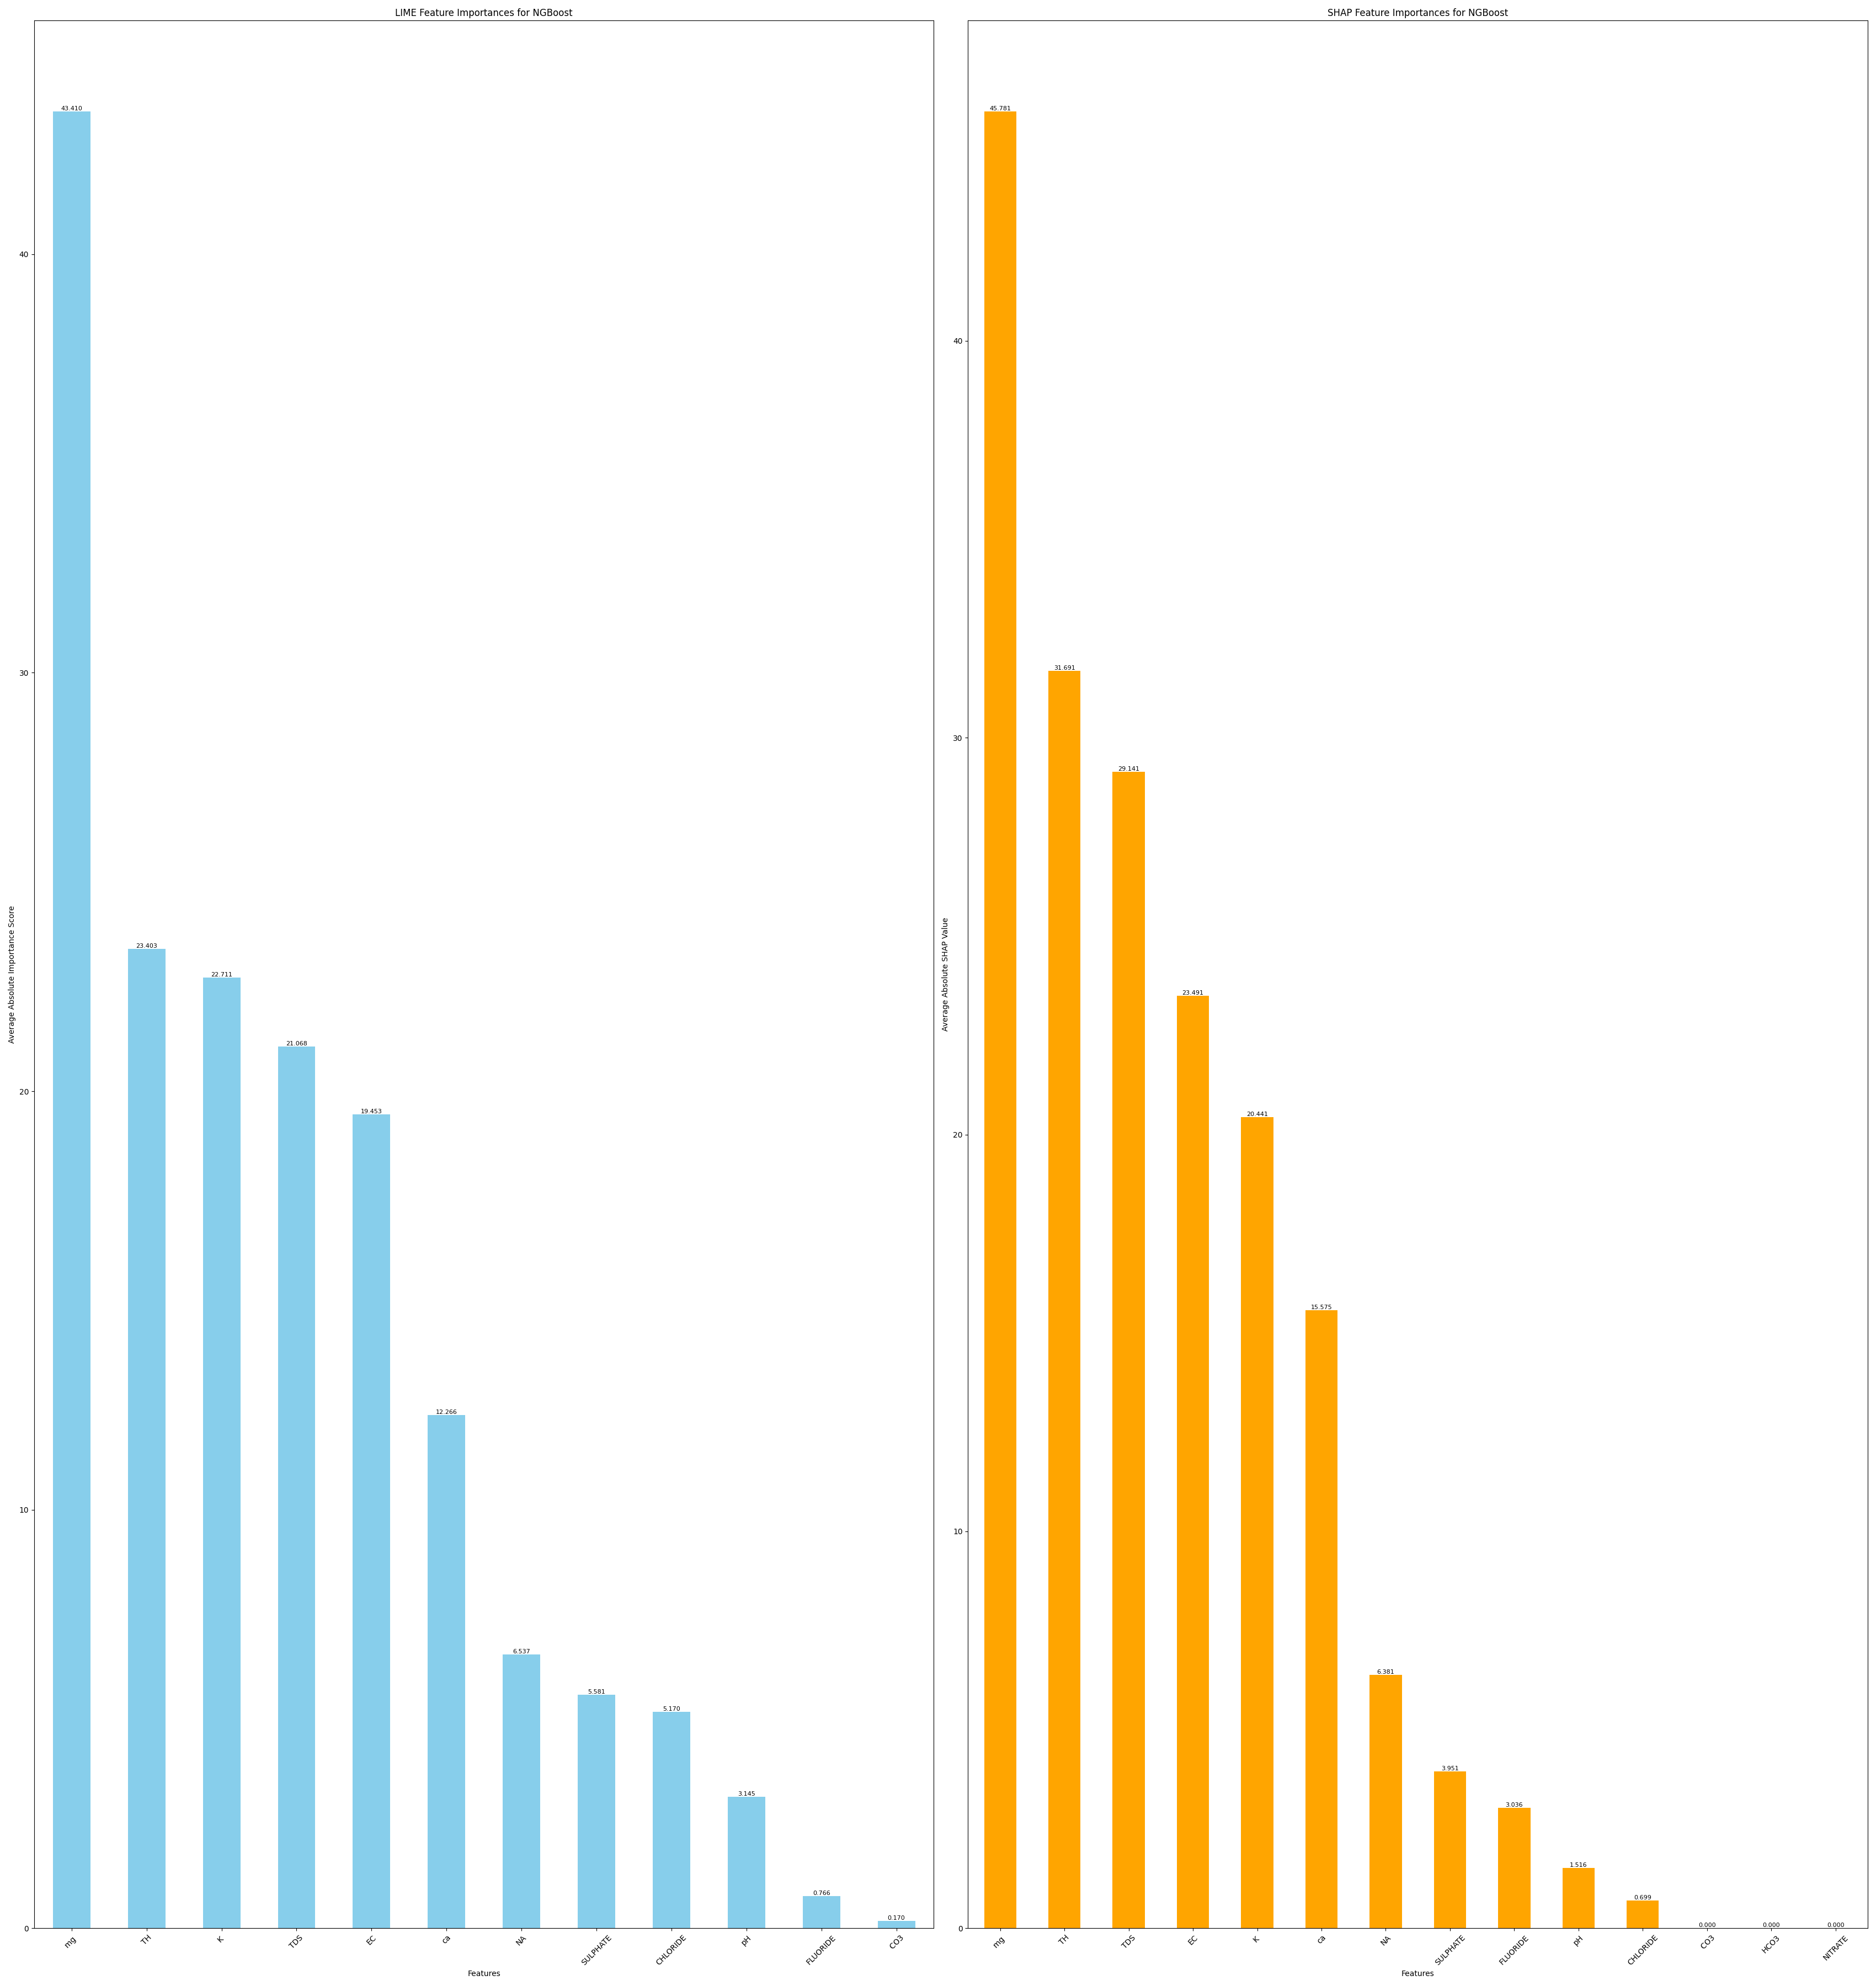 LIME Feature Importances for NGBoost
Average Absolute Importance Score
40
30
20
10
0
43.410
23.403
22.711
21.068
19.453
12.266
6.537
5.581
5.170
3.145
0.766
0.170
mg
TH
K
TDS
EC
ca
NA
SULPHATE
CHLORIDE
pH
FLUORIDE
CO3
Features
SHAP Feature Importances for NGBoost
Average Absolute SHAP Value
40
30
20
10
0
45.781
31.691
29.141
23.491
20.441
15.575
6.381
3.951
3.036
1.516
0.699
0.000
0.000
0.000
mg
TH
TDS
EC
K
ca
NA
SULPHATE
FLUORIDE
pH
CHLORIDE
CO3
HCO3
NITRATE
Features